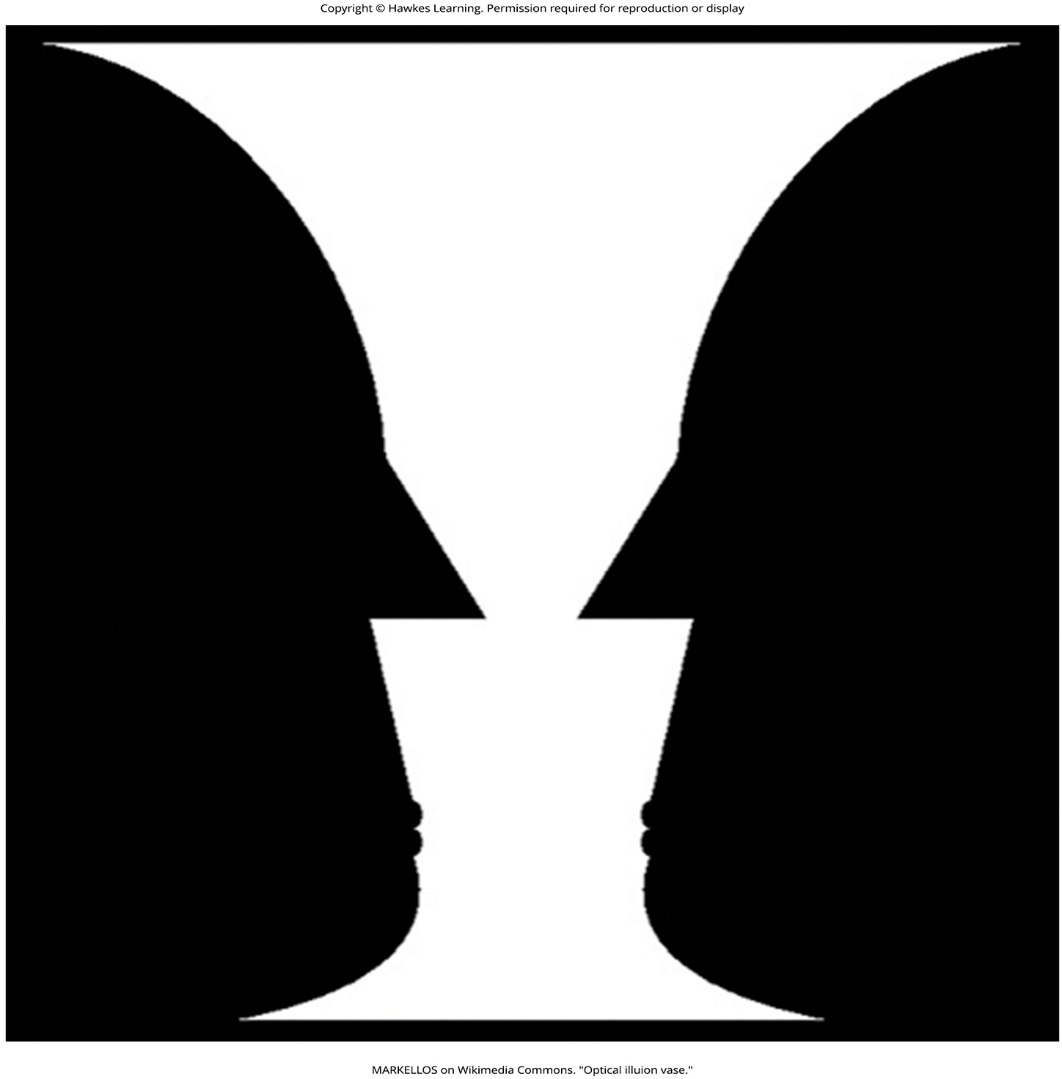 Copyright © Hawkes Learning. Permission required for reproduction or display
MARKELLOS on Wikimedia Commons. "Optical illuion vase."